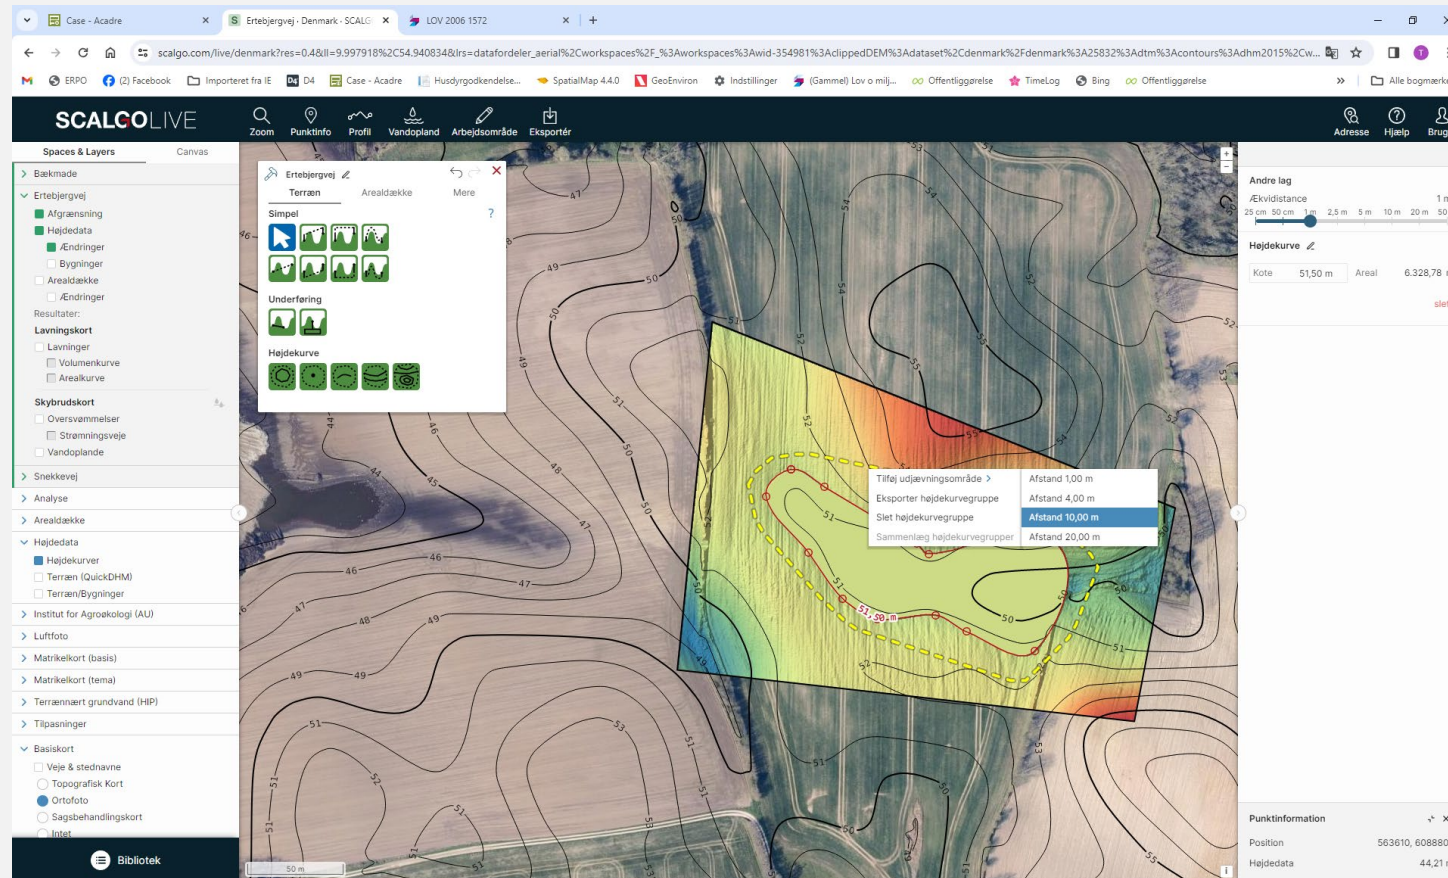 Case - Acadre
Ertebjergvej - Denmark - SCALG
LOV 2006 1572
scalgo.com/live/denmark?res=0.4&ll=9.997918%2C54.940834&lrs=datafordeler_aerial%2Cworkspaces%2F_%3Aworkspaces%3Awid-354981%3AclippedDEM%3Adataset%2Cdenmark%2Fdenmark%3A25832%3Adtm%3Acontours%3Adhm2015%2Cw...
ERPO
(2) Facebook
Importeret fra IE
D4
Case - Acadre
Husdyrgodkendelse...
SpatialMap 4.4.0
GeoEnviron
Indstillinger
(Gammel) Lov o milj...
Offentliggørelse
TimeLog
Bing
Offentliggørelse
Alle bogmærke
SCALGOLIVE
Zoom
Punktinfo
Profil
Vandopland
Arbejdsområde
Eksportér
Adresse
Hjælp
Brug
Spaces & Layers
Canvas
Bækmade
Ertebjergvej
Afgrænsning
Højdedata
Ændringer
Bygninger
Arealdække
Ændringer
Resultater:
Lavningskort
Lavninger
Volumenkurve
Arealkurve
Skybrudskort
Oversvømmelser
Strømningsveje
Vandoplande
Snekkevej
Analyse
Arealdække
Højdedata
Højdekurver
Terræn (QuickDHM)
Terræn/Bygninger
Institut for Agroøkologi (AU)
Luftfoto
Matrikelkort (basis)
Matrikelkort (tema)
Terrænnært grundvand (HIP)
Tilpasninger
Basiskort
Veje & stednavne
Topografisk Kort
Ortofoto
Sagsbehandlingskort
Intet
Bibliotek
Ertebjergvej
Terræn
Arealdække
Mere
Simpel
?
Underføring
Højdekurve
Tilføj udjævningsområde
Eksporter højdekurvegruppe
Slet højdekurvegruppe
Sammenlæg højdekurvegrupper
Afstand 1,00 m
Afstand 4,00 m
Afstand 10,00 m
Afstand 20,00 m
51,50 m
50 m
Andre lag
Ækvidistance 1 m
25 cm 50 cm 1 m 2,5 m 5 m 10 m 20 m 50
Højdekurve
Kote 51,50 m Areal 6.328,78 m
slet
Punktinformation
Position 563610, 608880
Højdedata 44,21 m